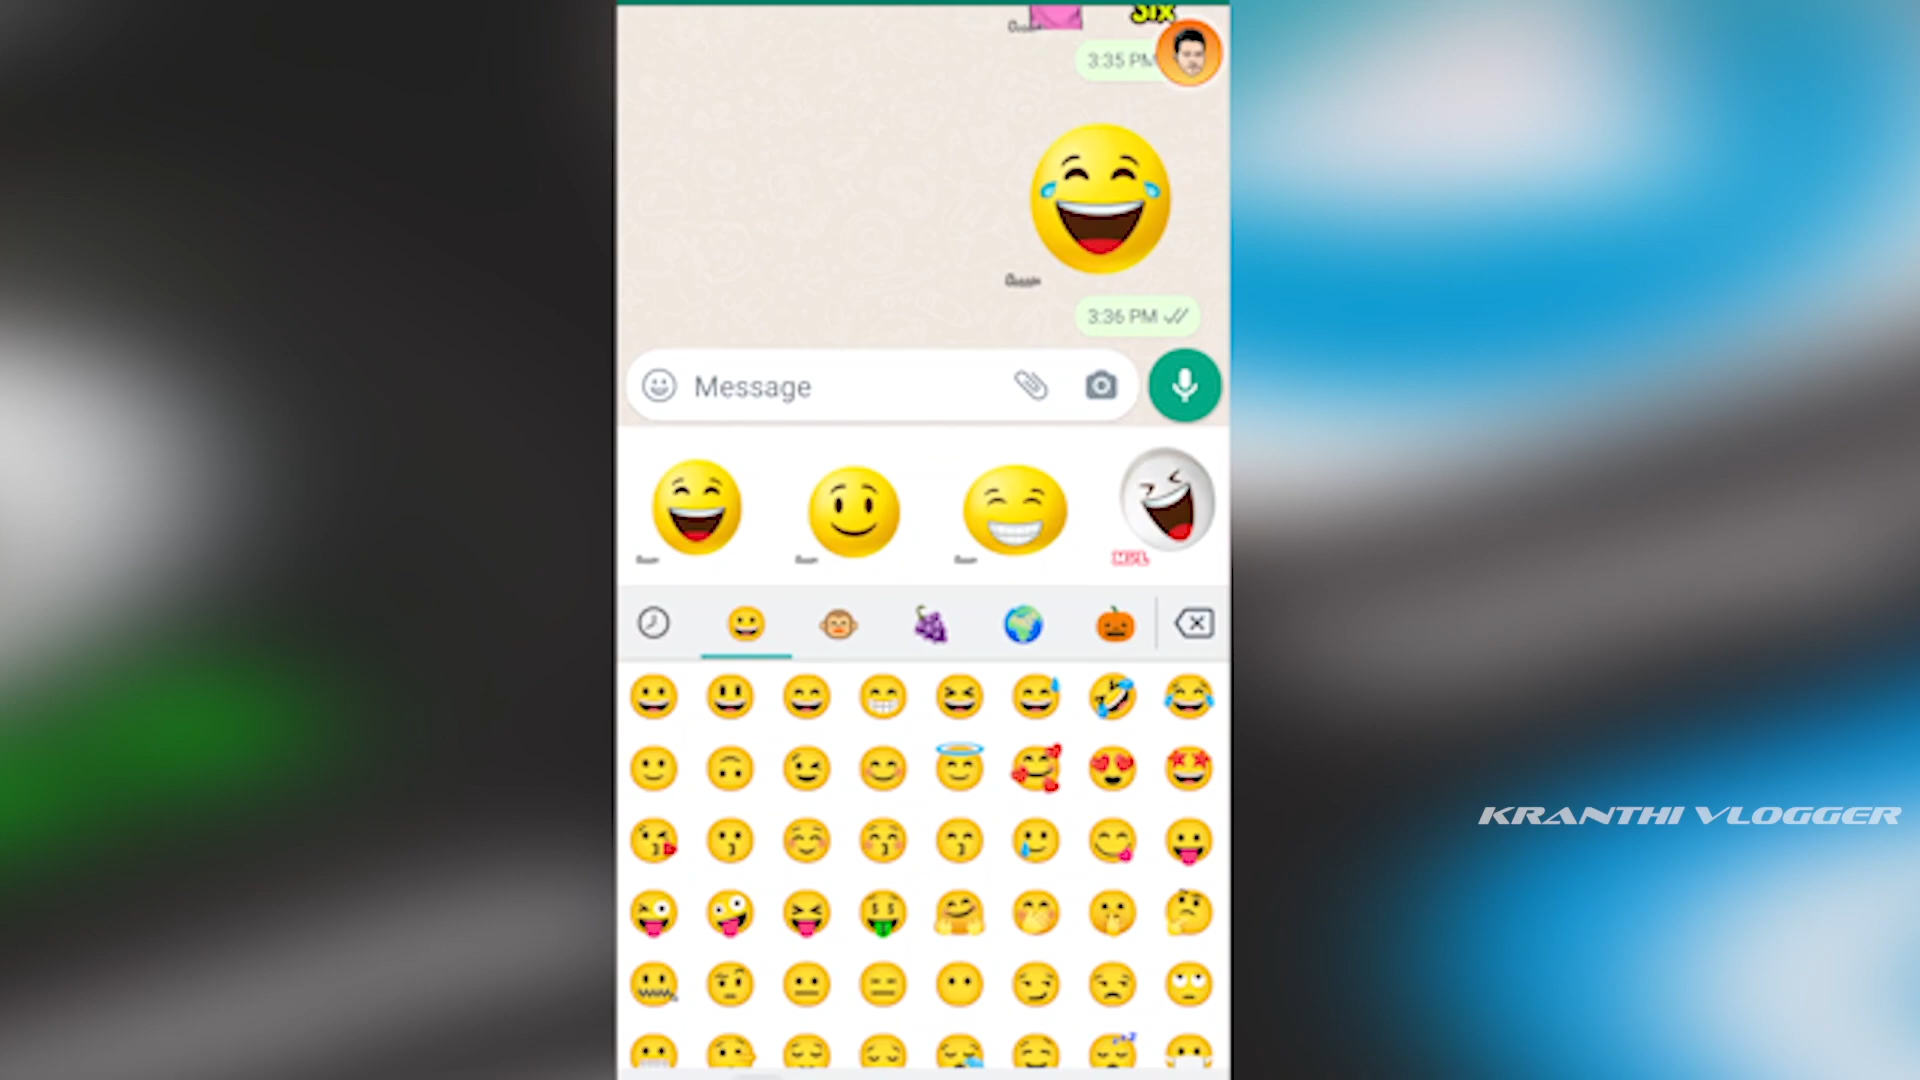 SIX
3:35 PM
3:36 PM
Message
KRANTHI VLOGGER